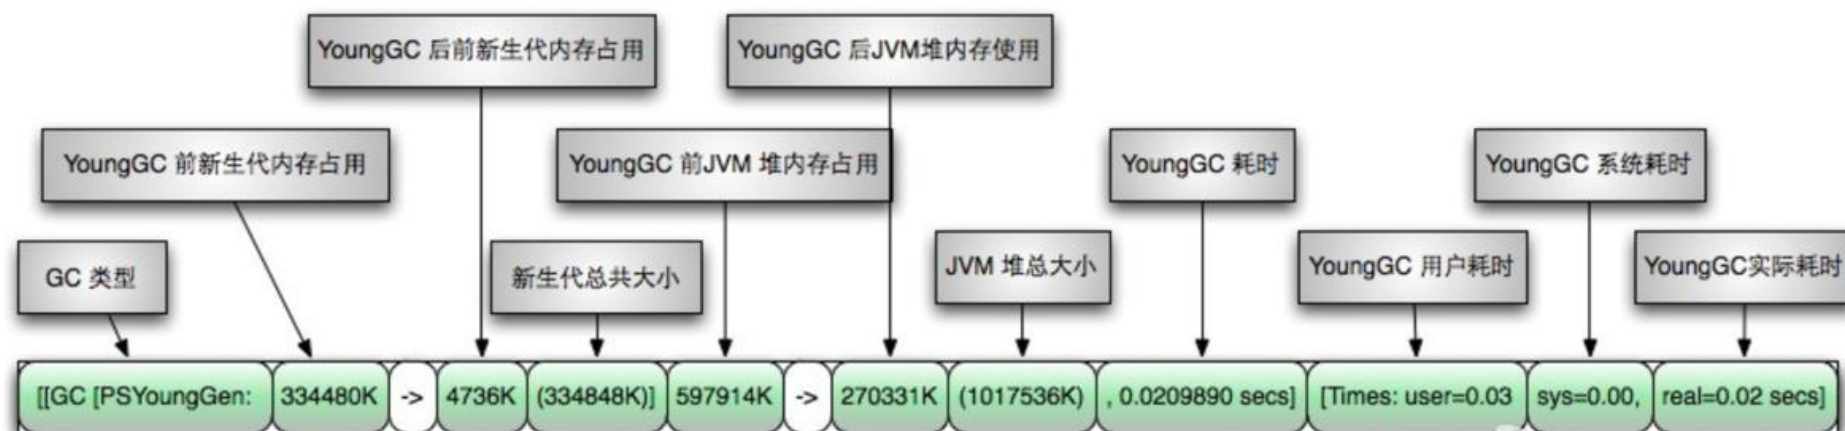 YoungGC 后前新生代内存占用
YoungGC 后JVM堆内存使用
YoungGC 前新生代内存占用
YoungGC 前JVM 堆内存占用
YoungGC 耗时
YoungGC 系统耗时
GC 类型
新生代总共大小
JVM 堆总大小
YoungGC 用户耗时
YoungGC实际耗时
[[GC [PSYoungGen: 334480K -> 4736K (334848K)] 597914K -> 270331K (1017536K) , 0.0209890 secs] [Times: user=0.03 sys=0.00, real=0.02 secs]